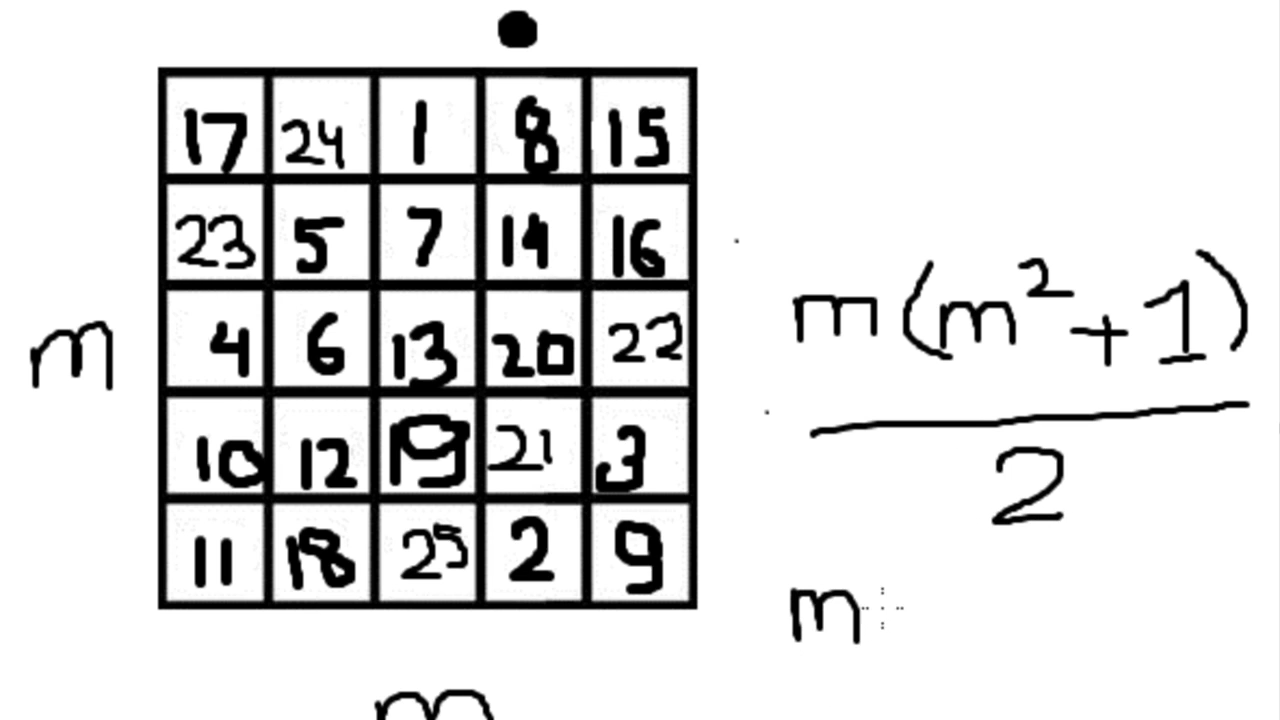 17 24 1 8 15
23 5 7 14 16
m 4 6 13 20 22
10 12 19 21 3
11 18 25 2 9
m
m(m²+1)
2
m